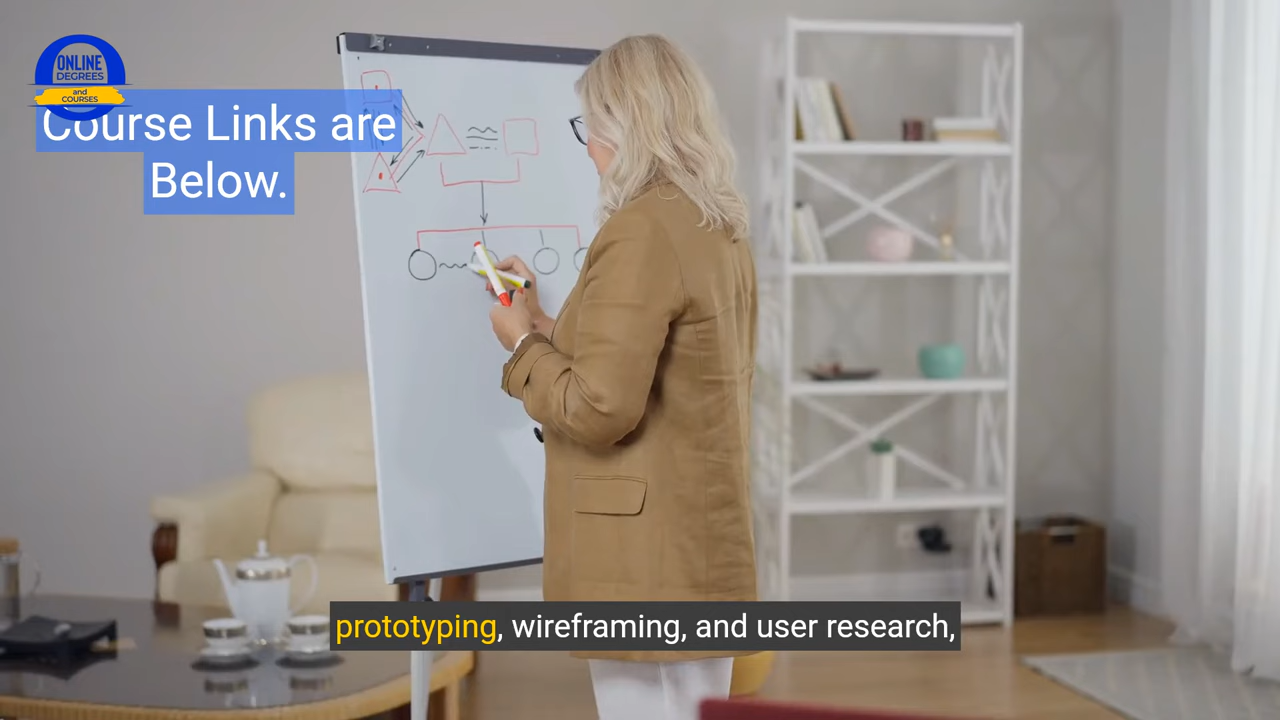 ONLINE
DEGREES
and
COURSES
Course Links are
Below.
prototyping, wireframing, and user research,